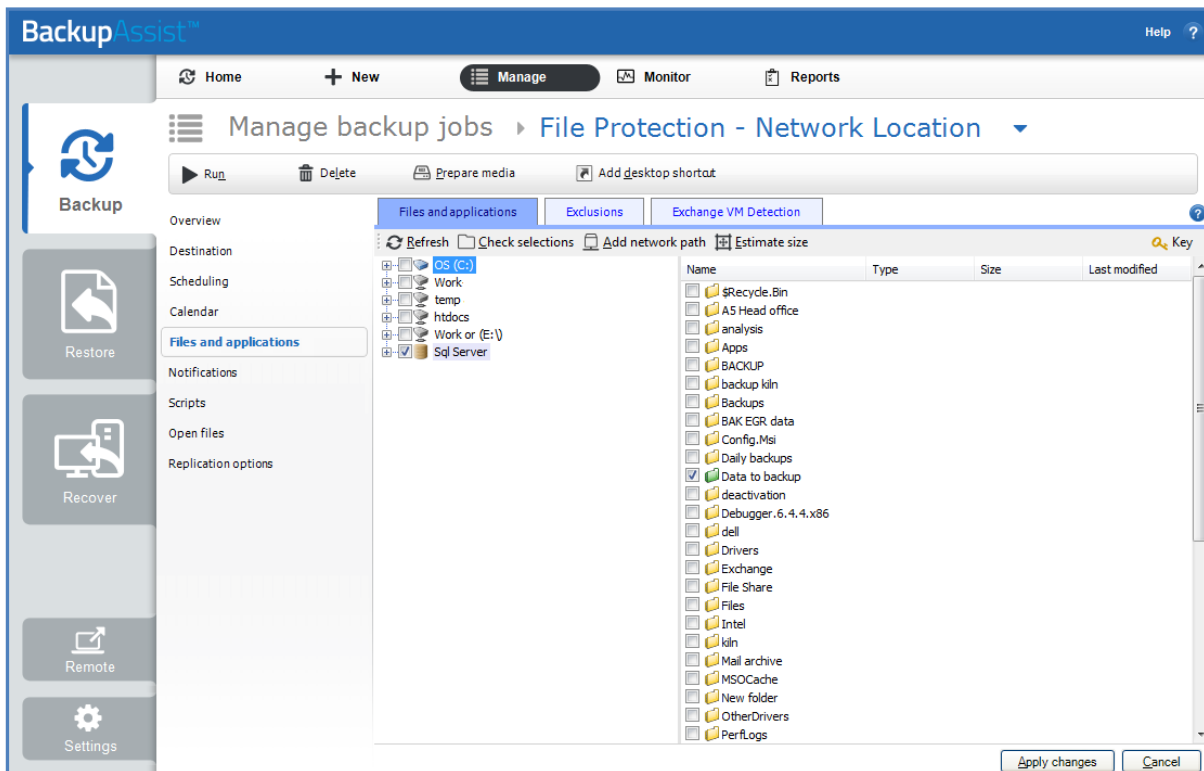 BackupAssist™
Help ?
Home New Manage Monitor Reports
Manage backup jobs File Protection - Network Location
Run Delete Prepare media Add desktop shortcut
Backup
Restore
Recover
Remote
Settings
Overview
Destination
Scheduling
Calendar
Files and applications
Notifications
Scripts
Open files
Replication options
Files and applications Exclusions Exchange VM Detection ?
Refresh Check selections Add network path Estimate size Key
OS (C:)
Work
temp
htdocs
Work or (E:\)
Sql Server
Name Type Size Last modified
$Recycle.Bin
A5 Head office
analysis
Apps
BACKUP
backup kiln
Backups
BAK EGR data
Config.Msi
Daily backups
Data to backup
deactivation
Debugger.6.4.4.x86
dell
Drivers
Exchange
File Share
Files
Intel
kiln
Mail archive
MSOCache
New folder
OtherDrivers
PerfLogs
Apply changes Cancel